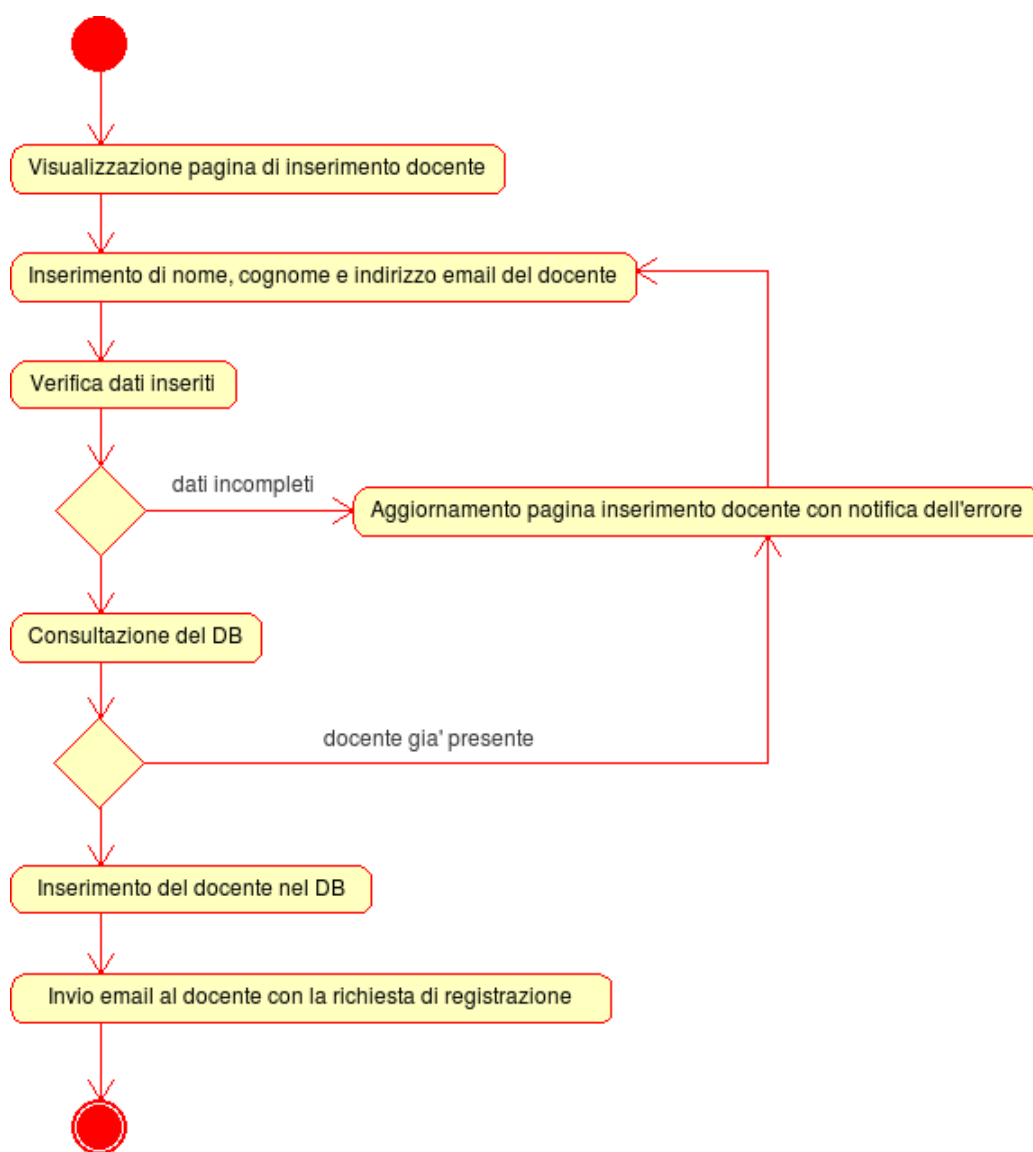 Visualizzazione pagina di inserimento docente
Inserimento di nome, cognome e indirizzo email del docente
Verifica dati inseriti
dati incompleti
Aggiornamento pagina inserimento docente con notifica dell'errore
Consultazione del DB
docente gia' presente
Inserimento del docente nel DB
Invio email al docente con la richiesta di registrazione